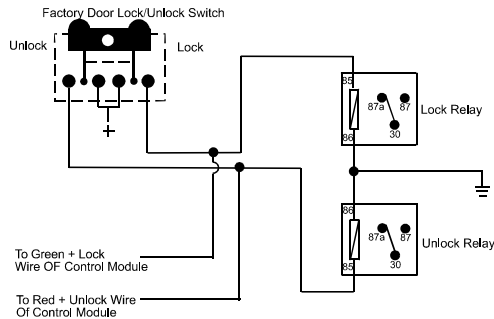 Factory Door Lock/Unlock Switch
Unlock
Lock
+
85
87a
87
30
86
Lock Relay
86
87a
87
30
85
Unlock Relay
To Green + Lock
Wire OF Control Module
To Red + Unlock Wire
Of Control Module